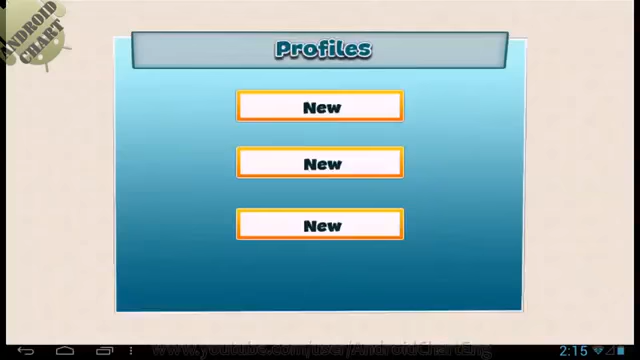 ANDROID
CHART
Profiles
New
New
New
www.youtube.com/user/AndroidChartEng
2:15